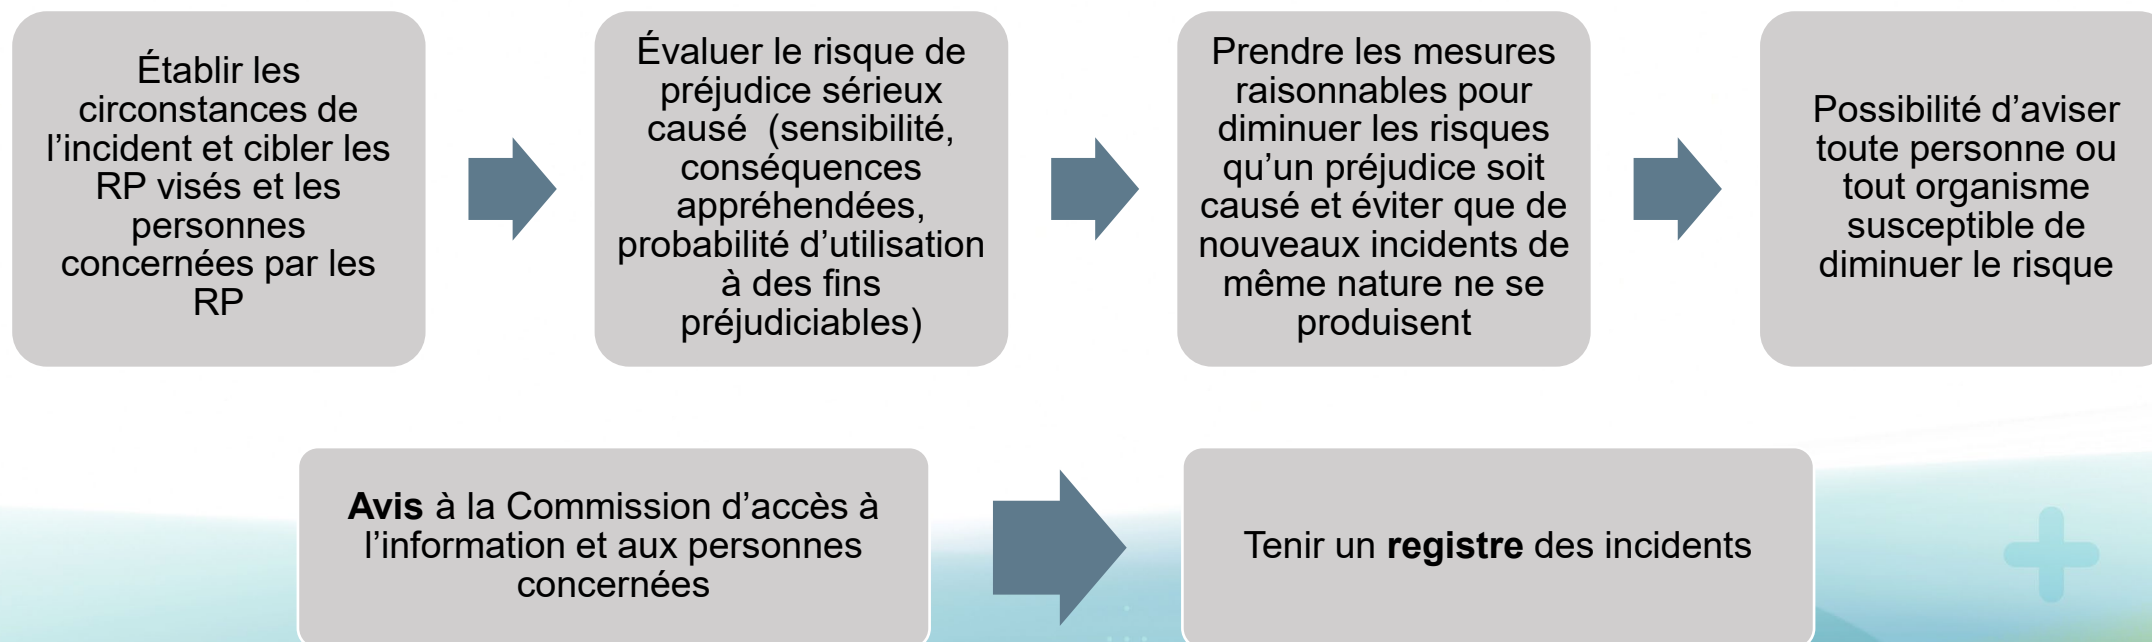 Établir les
circonstances de
l’incident et cibler les
RP visés et les
personnes
concernées par les
RP
Évaluer le risque de
préjudice sérieux
causé (sensibilité,
conséquences
appréhendées,
probabilité d’utilisation
à des fins
préjudiciables)
Prendre les mesures
raisonnables pour
diminuer les risques
qu’un préjudice soit
causé et éviter que de
nouveaux incidents de
même nature ne se
produisent
Possibilité d’aviser
toute personne ou
tout organisme
susceptible de
diminuer le risque
Avis à la Commission d’accès à
l’information et aux personnes
concernées
Tenir un registre des incidents